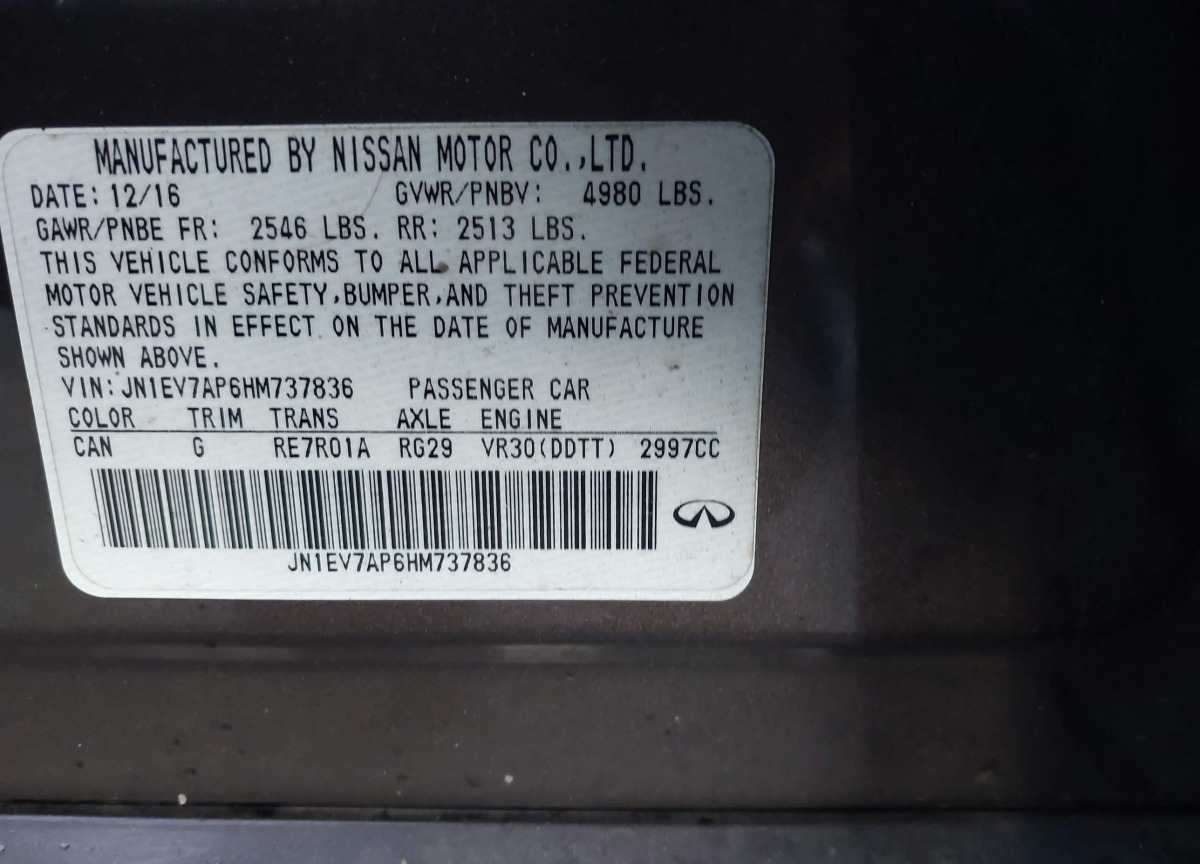 MANUFACTURED BY NISSAN MOTOR CO.,LTD.
DATE: 12/16 GVWR/PNBV: 4980 LBS.
GAWR/PNBE FR: 2546 LBS. RR: 2513 LBS.
THIS VEHICLE CONFORMS TO ALL APPLICABLE FEDERAL
MOTOR VEHICLE SAFETY,BUMPER,AND THEFT PREVENTION
STANDARDS IN EFFECT ON THE DATE OF MANUFACTURE
SHOWN ABOVE.
VIN:JN1EV7AP6HM737836 PASSENGER CAR
COLOR TRIM TRANS AXLE ENGINE
CAN G RE7R01A RG29 VR30(DDTT) 2997CC
JN1EV7AP6HM737836